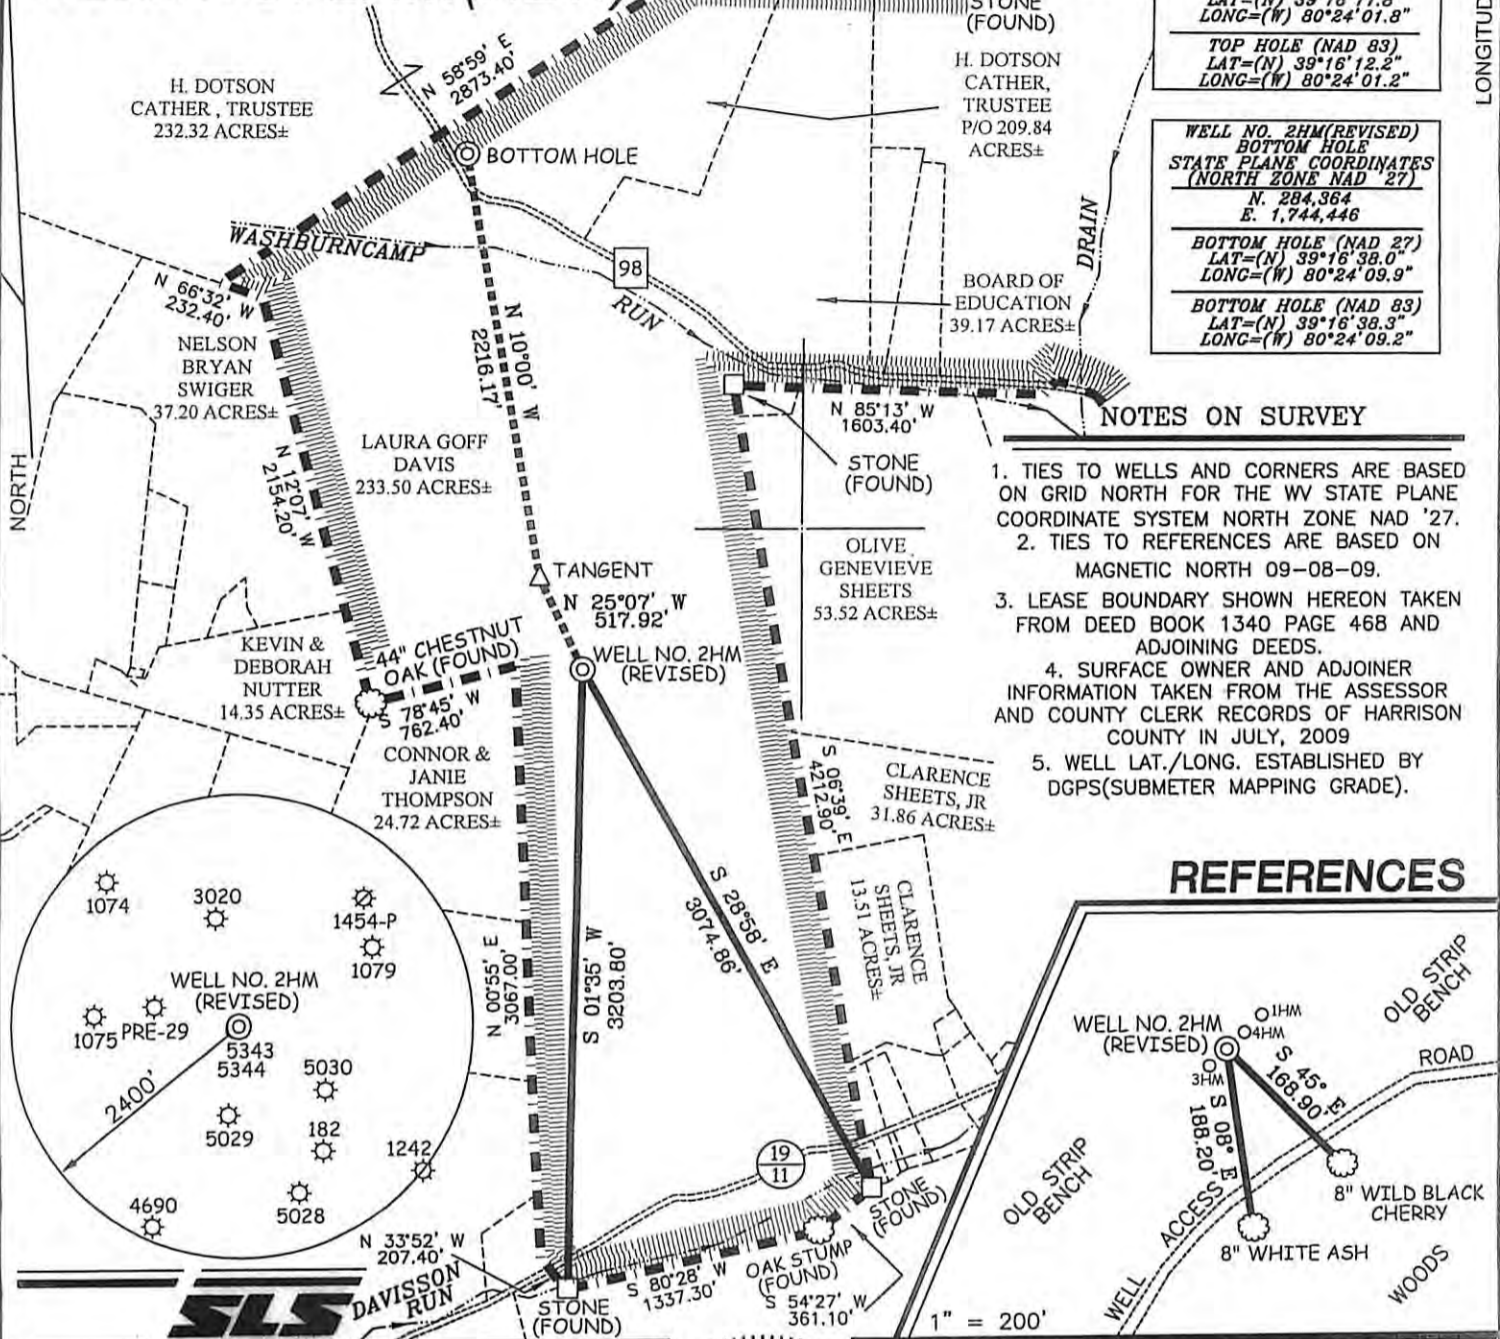 STONE
(FOUND)
LONG=(W) 80°24'01.8"
TOP HOLE (NAD 83)
LAT=(N) 39°16'12.2"
LONG=(W) 80°24'01.2"
WELL NO. 2HM(REVISED)
BOTTOM HOLE
STATE PLANE COORDINATES
(NORTH ZONE NAD '27)
N. 284,364
E. 1,744,446
BOTTOM HOLE (NAD 27)
LAT=(N) 39°16'38.0"
LONG=(W) 80°24'09.9"
BOTTOM HOLE (NAD 83)
LAT=(N) 39°16'38.3"
LONG=(W) 80°24'09.2"
H. DOTSON
CATHER , TRUSTEE
232.32 ACRES±
N 58°59' E
2873.40'
BOTTOM HOLE
H. DOTSON
CATHER,
TRUSTEE
P/O 209.84
ACRES±
DRAIN
WASHBURNCAMP
RUN
98
BOARD OF
EDUCATION
39.17 ACRES±
N 66°32' W
232.40'
NELSON
BRYAN
SWIGER
37.20 ACRES±
N 10°00' W
2216.17'
NORTH
N 12°07' W
2154.20'
LAURA GOFF
DAVIS
233.50 ACRES±
N 85°13' W
1603.40'
STONE
(FOUND)
NOTES ON SURVEY
1. TIES TO WELLS AND CORNERS ARE BASED
ON GRID NORTH FOR THE WV STATE PLANE
COORDINATE SYSTEM NORTH ZONE NAD '27.
2. TIES TO REFERENCES ARE BASED ON
MAGNETIC NORTH 09-08-09.
3. LEASE BOUNDARY SHOWN HEREON TAKEN
FROM DEED BOOK 1340 PAGE 468 AND
ADJOINING DEEDS.
4. SURFACE OWNER AND ADJOINER
INFORMATION TAKEN FROM THE ASSESSOR
AND COUNTY CLERK RECORDS OF HARRISON
COUNTY IN JULY, 2009
5. WELL LAT./LONG. ESTABLISHED BY
DGPS(SUBMETER MAPPING GRADE).
OLIVE
GENEVIEVE
SHEETS
53.52 ACRES±
TANGENT
N 25°07' W
517.92'
WELL NO. 2HM
(REVISED)
KEVIN &
DEBORAH
NUTTER
14.35 ACRES±
44" CHESTNUT
OAK (FOUND)
S 78°45' W
762.40'
CONNOR &
JANIE
THOMPSON
24.72 ACRES±
S 06°39' E
4212.90'
CLARENCE
SHEETS, JR
31.86 ACRES±
CLARENCE
SHEETS, JR
13.51 ACRES±
S 28°58' E
3074.86'
N 00°55' E
3067.00'
S 01°35' W
3203.80'
1074
3020
1454-P
1079
WELL NO. 2HM
(REVISED)
1075
PRE-29
5343
5344
5030
2400'
5029
182
1242
4690
5028
N 33°52' W
207.40'
DAVISSON
RUN
SLS
STONE
(FOUND)
S 80°28' W
1337.30'
19
11
OAK STUMP
(FOUND)
S 54°27' W
361.10'
STONE
(FOUND)
REFERENCES
OLD STRIP
BENCH
WELL NO. 2HM
(REVISED)
1HM
4HM
3HM
S 45° E
168.90'
S 08° E
188.20'
ROAD
OLD STRIP
BENCH
8" WILD BLACK
CHERRY
8" WHITE ASH
WELL
ACCESS
WOODS
1" = 200'